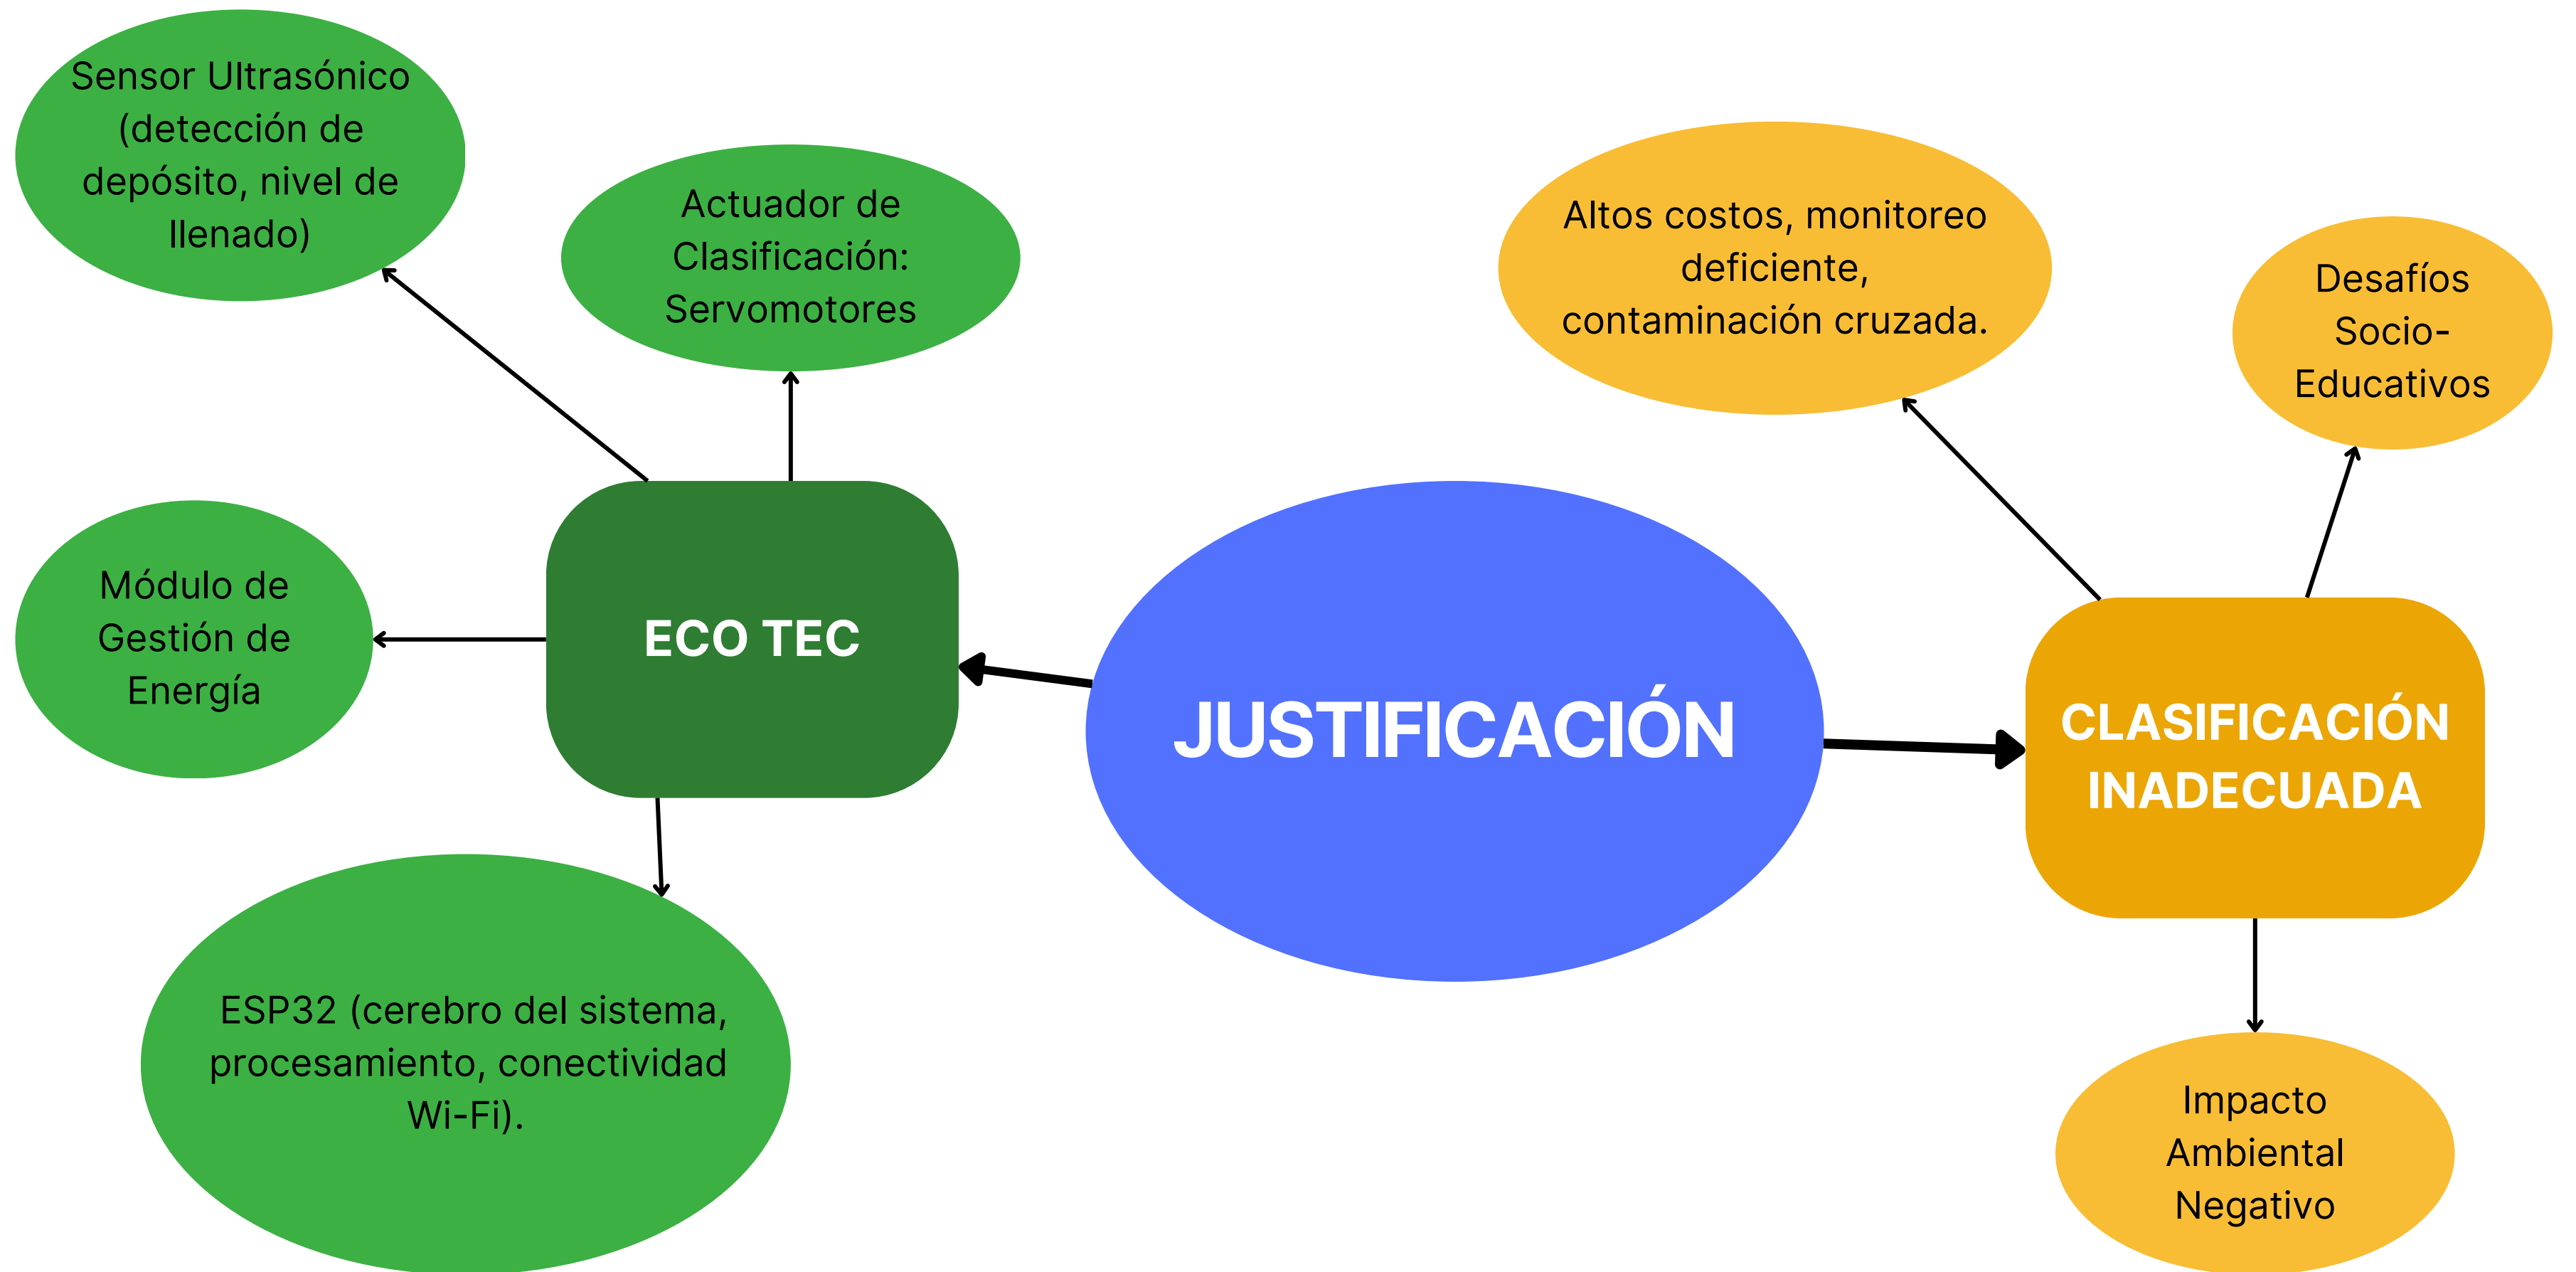 Sensor Ultrasónico
(detección de
depósito, nivel de
llenado)
Actuador de
Clasificación:
Servomotores
Módulo de
Gestión de
Energía
ECO TEC
ESP32 (cerebro del sistema,
procesamiento, conectividad
Wi-Fi).
JUSTIFICACIÓN
Altos costos, monitoreo
deficiente,
contaminación cruzada.
Desafíos
Socio-
Educativos
CLASIFICACIÓN
INADECUADA
Impacto
Ambiental
Negativo